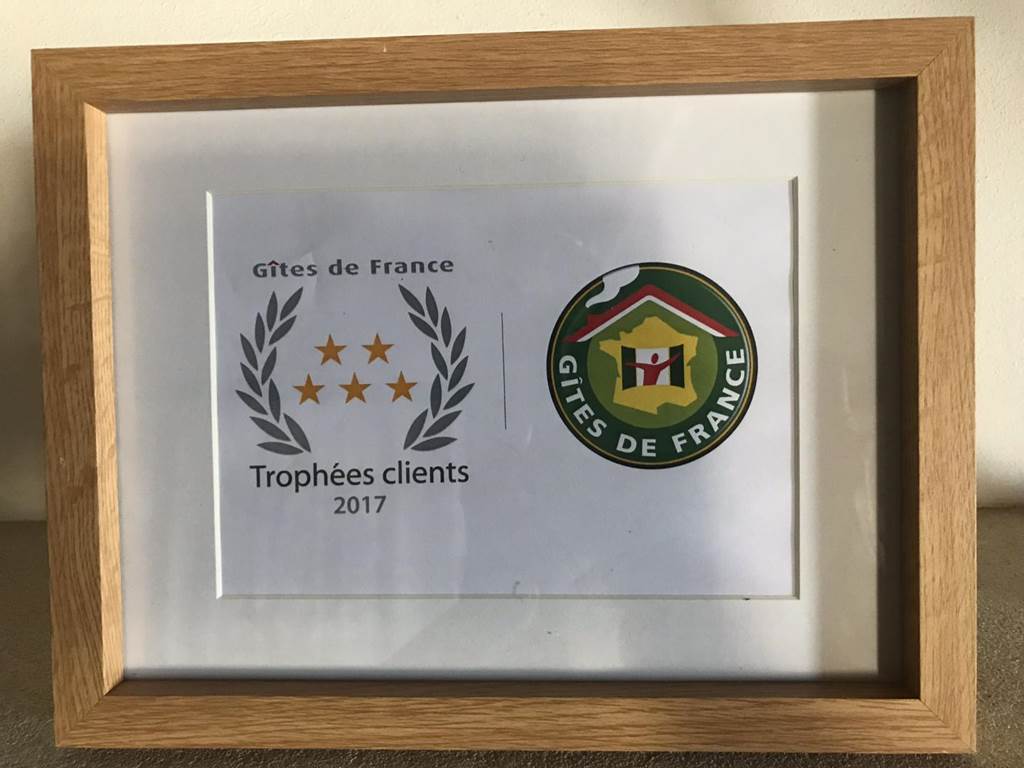 Gîtes de France
Trophées clients
2017
GÎTES DE FRANCE